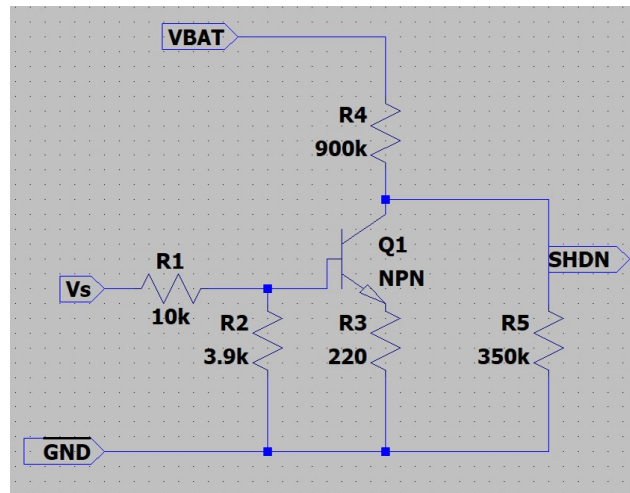 VBAT
R4
900k
Q1
NPN
SHDN
R1
Vs
10k
R2
3.9k
R3
220
R5
350k
GND